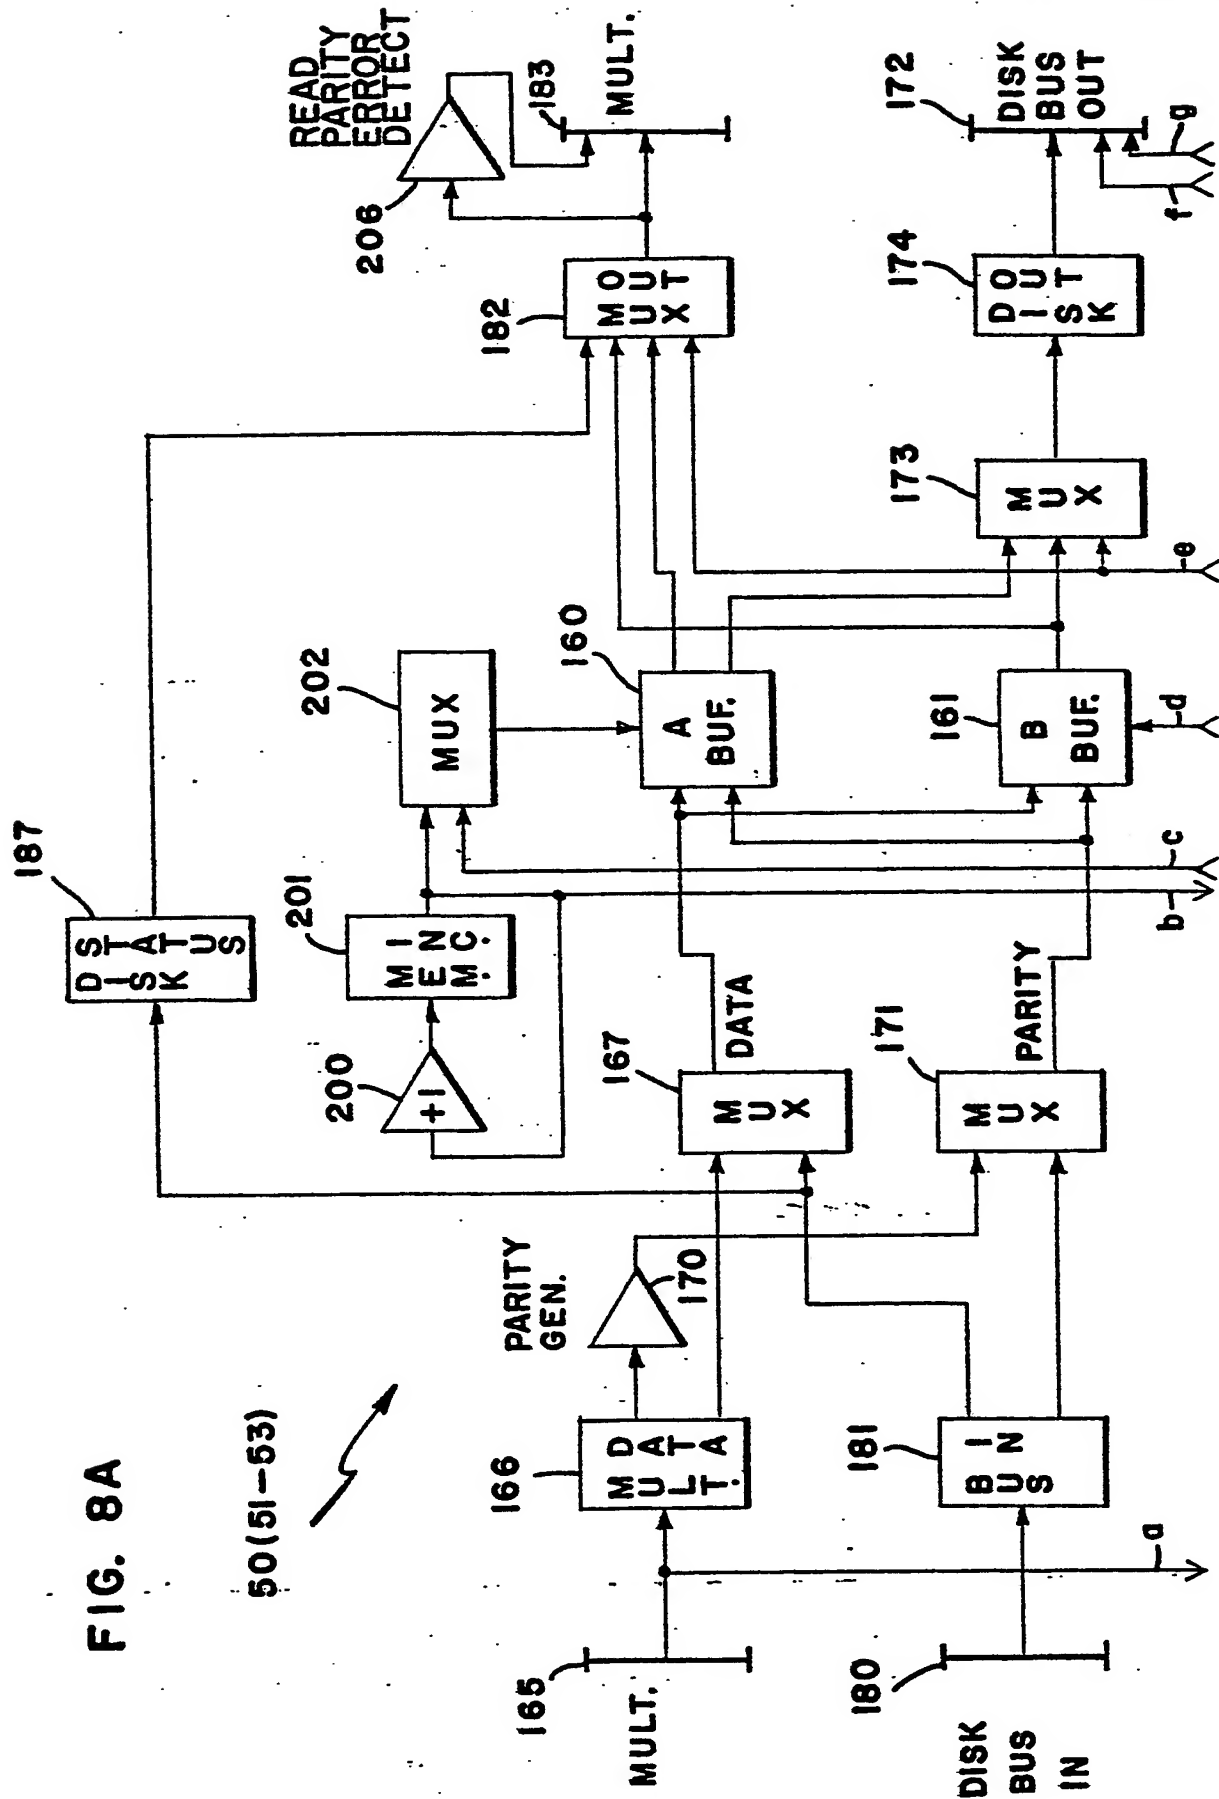 FIG. 8A
50(51-53)
187
DISK
STATUS
READ
PARITY
ERROR
DETECT
206
183
MULT.
200
+1
201
MEM.
INC.
202
MUX
182
MUX
OUT
165
MULT.
166
MULT.
DATA
PARITY
GEN.
170
167
MUX
DATA
160
A
BUF.
180
DISK
BUS
IN
181
BUS
IN
171
MUX
PARITY
161
B
BUF.
173
MUX
174
DISK
OUT
172
DISK
BUS
OUT
a
b
c
d
e
f
g